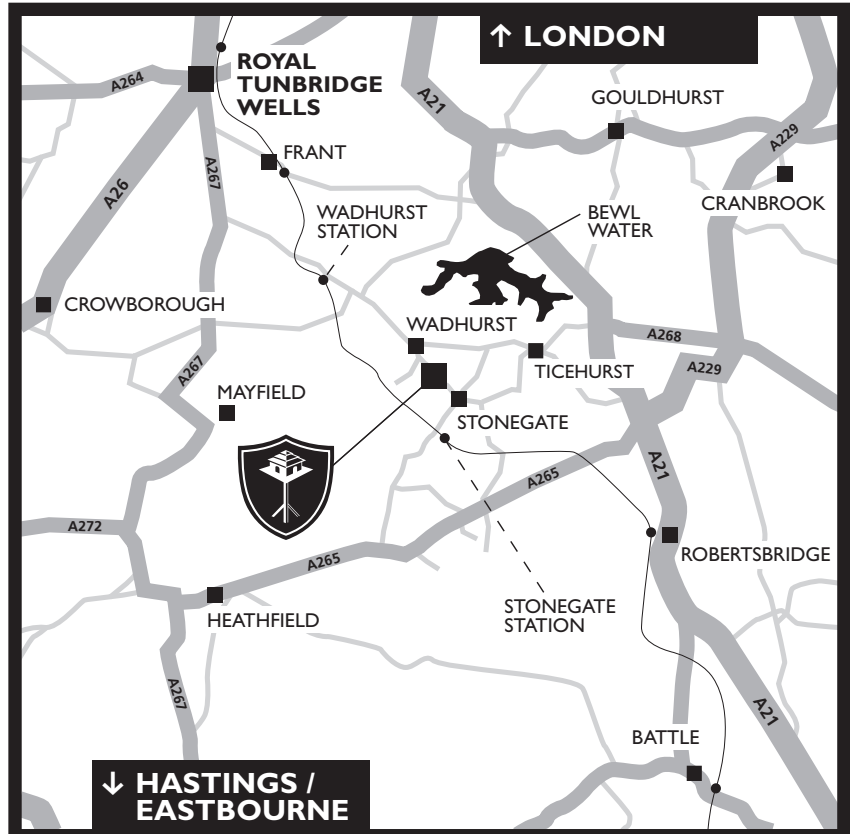 ↑ LONDON
ROYAL
TUNBRIDGE
WELLS
A264
A21
GOULDHURST
A229
FRANT
A267
A26
CRANBROOK
WADHURST
STATION
BEWL
WATER
CROWBOROUGH
WADHURST
A268
TICEHURST
A229
A267
MAYFIELD
STONEGATE
A21
A265
A272
ROBERTSBRIDGE
A265
STONEGATE
STATION
HEATHFIELD
A267
A21
BATTLE
↓ HASTINGS /
EASTBOURNE